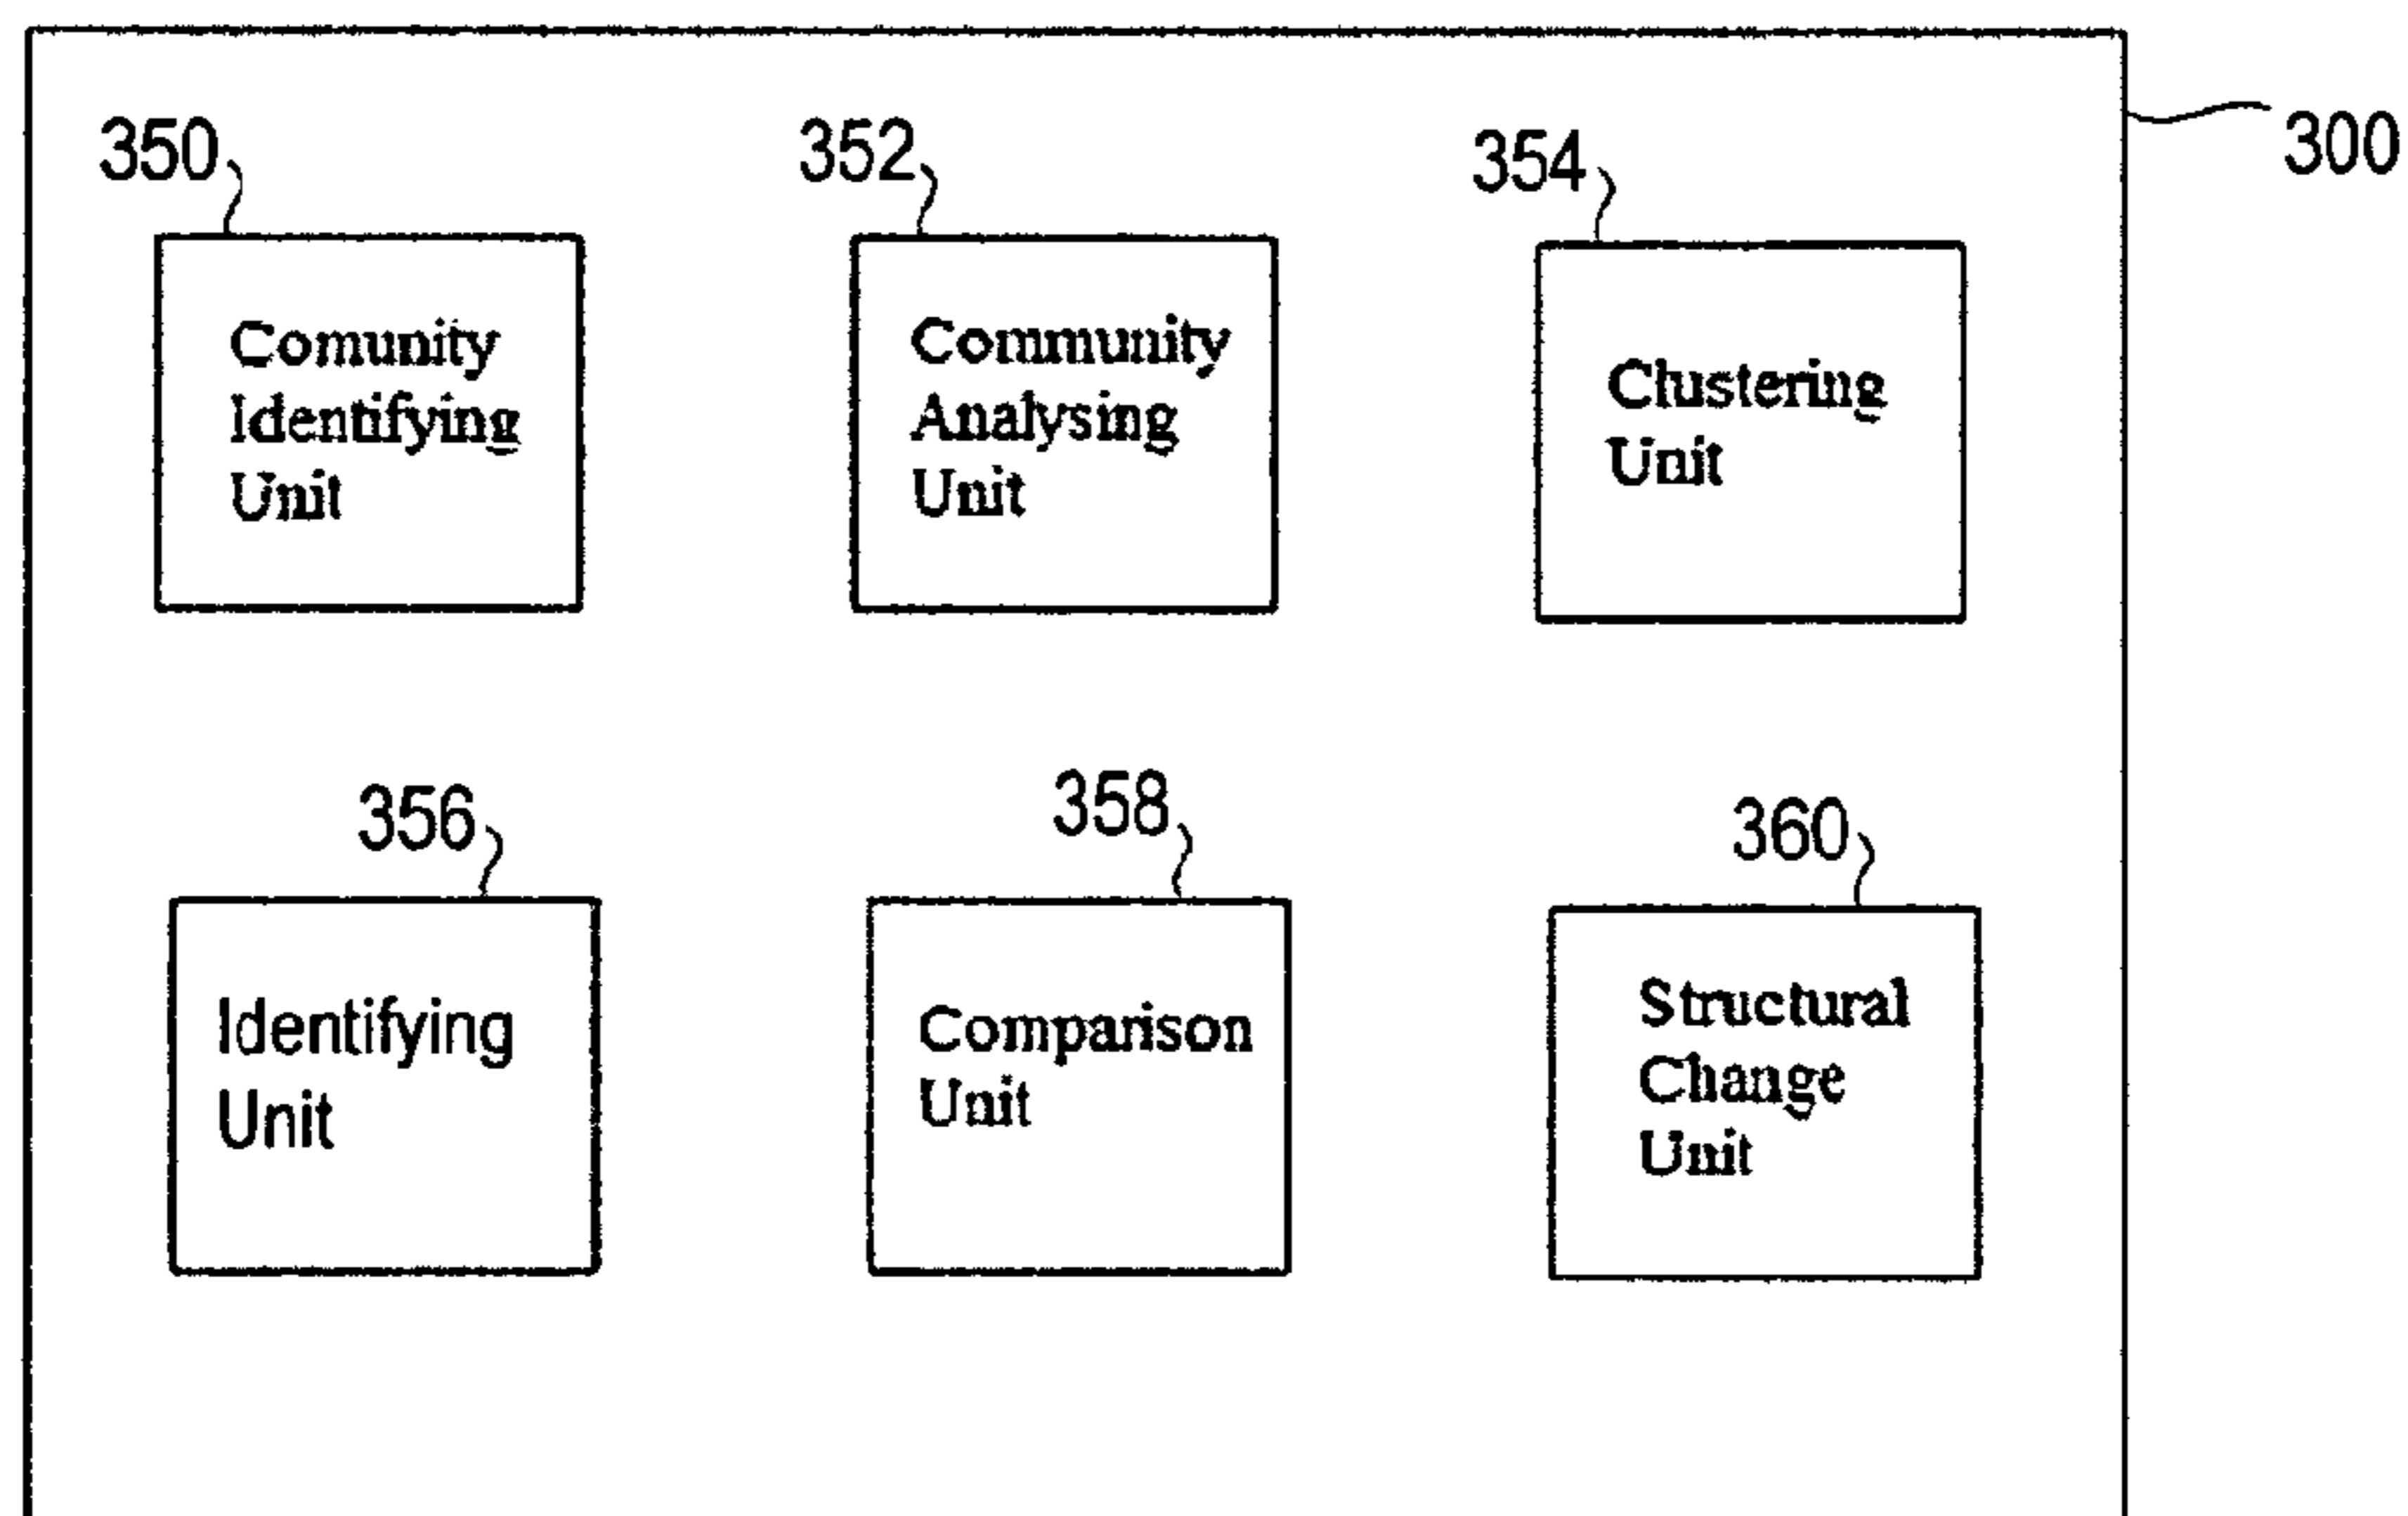 300
350
Comunity
Identifying
Unit
352
Community
Analysing
Unit
354
Clustering
Unit
356
Identifying
Unit
358
Comparison
Unit
360
Structural
Change
Unit